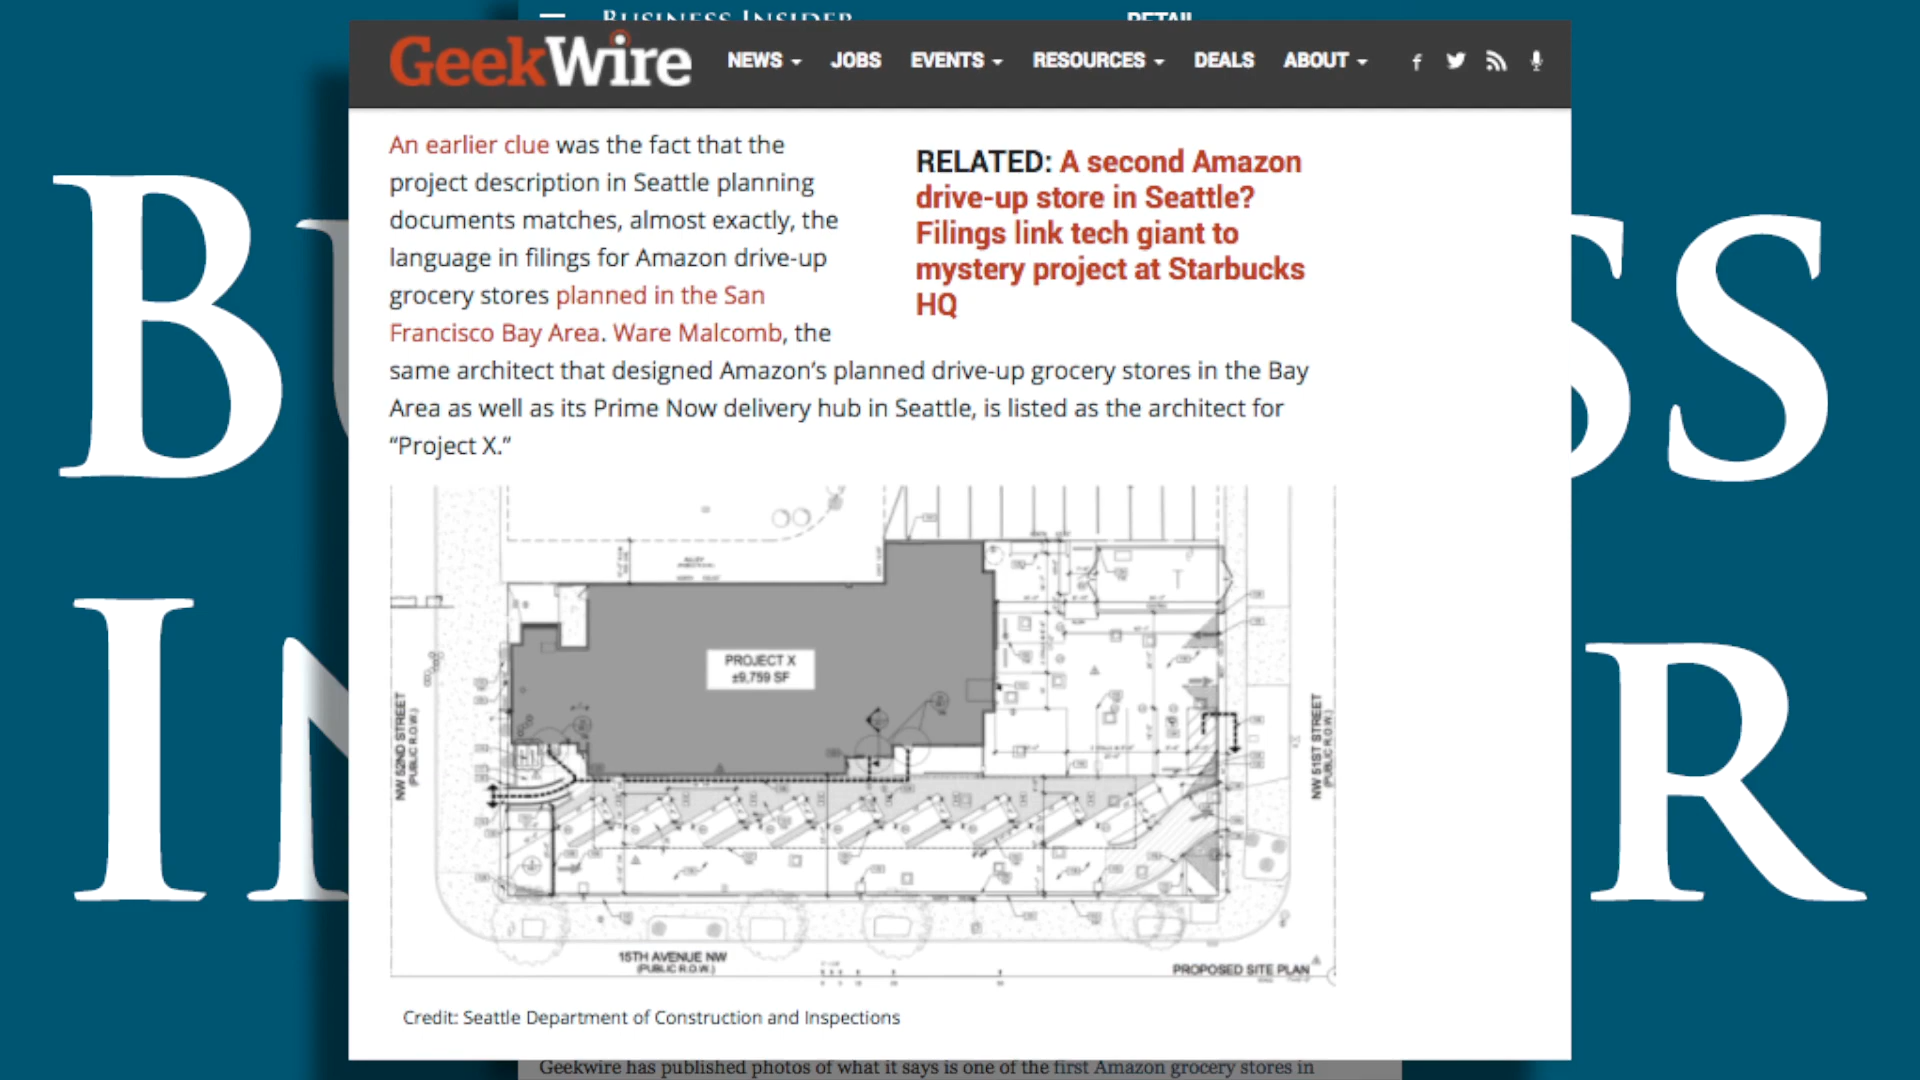 BUSINESS INSIDER
RETAIL
GeekWire
NEWS
JOBS
EVENTS
RESOURCES
DEALS
ABOUT
An earlier clue was the fact that the
project description in Seattle planning
documents matches, almost exactly, the
language in filings for Amazon drive-up
grocery stores planned in the San
Francisco Bay Area. Ware Malcomb, the
same architect that designed Amazon’s planned drive-up grocery stores in the Bay
Area as well as its Prime Now delivery hub in Seattle, is listed as the architect for
“Project X.”
RELATED: A second Amazon
drive-up store in Seattle?
Filings link tech giant to
mystery project at Starbucks
HQ
PROJECT X
±9,759 SF
NW 52ND STREET
(PUBLIC R.O.W.)
NW 51ST STREET
(PUBLIC R.O.W.)
15TH AVENUE NW
(PUBLIC R.O.W.)
PROPOSED SITE PLAN
Credit: Seattle Department of Construction and Inspections
Geekwire has published photos of what it says is one of the first Amazon grocery stores in
B
SS
IN
R